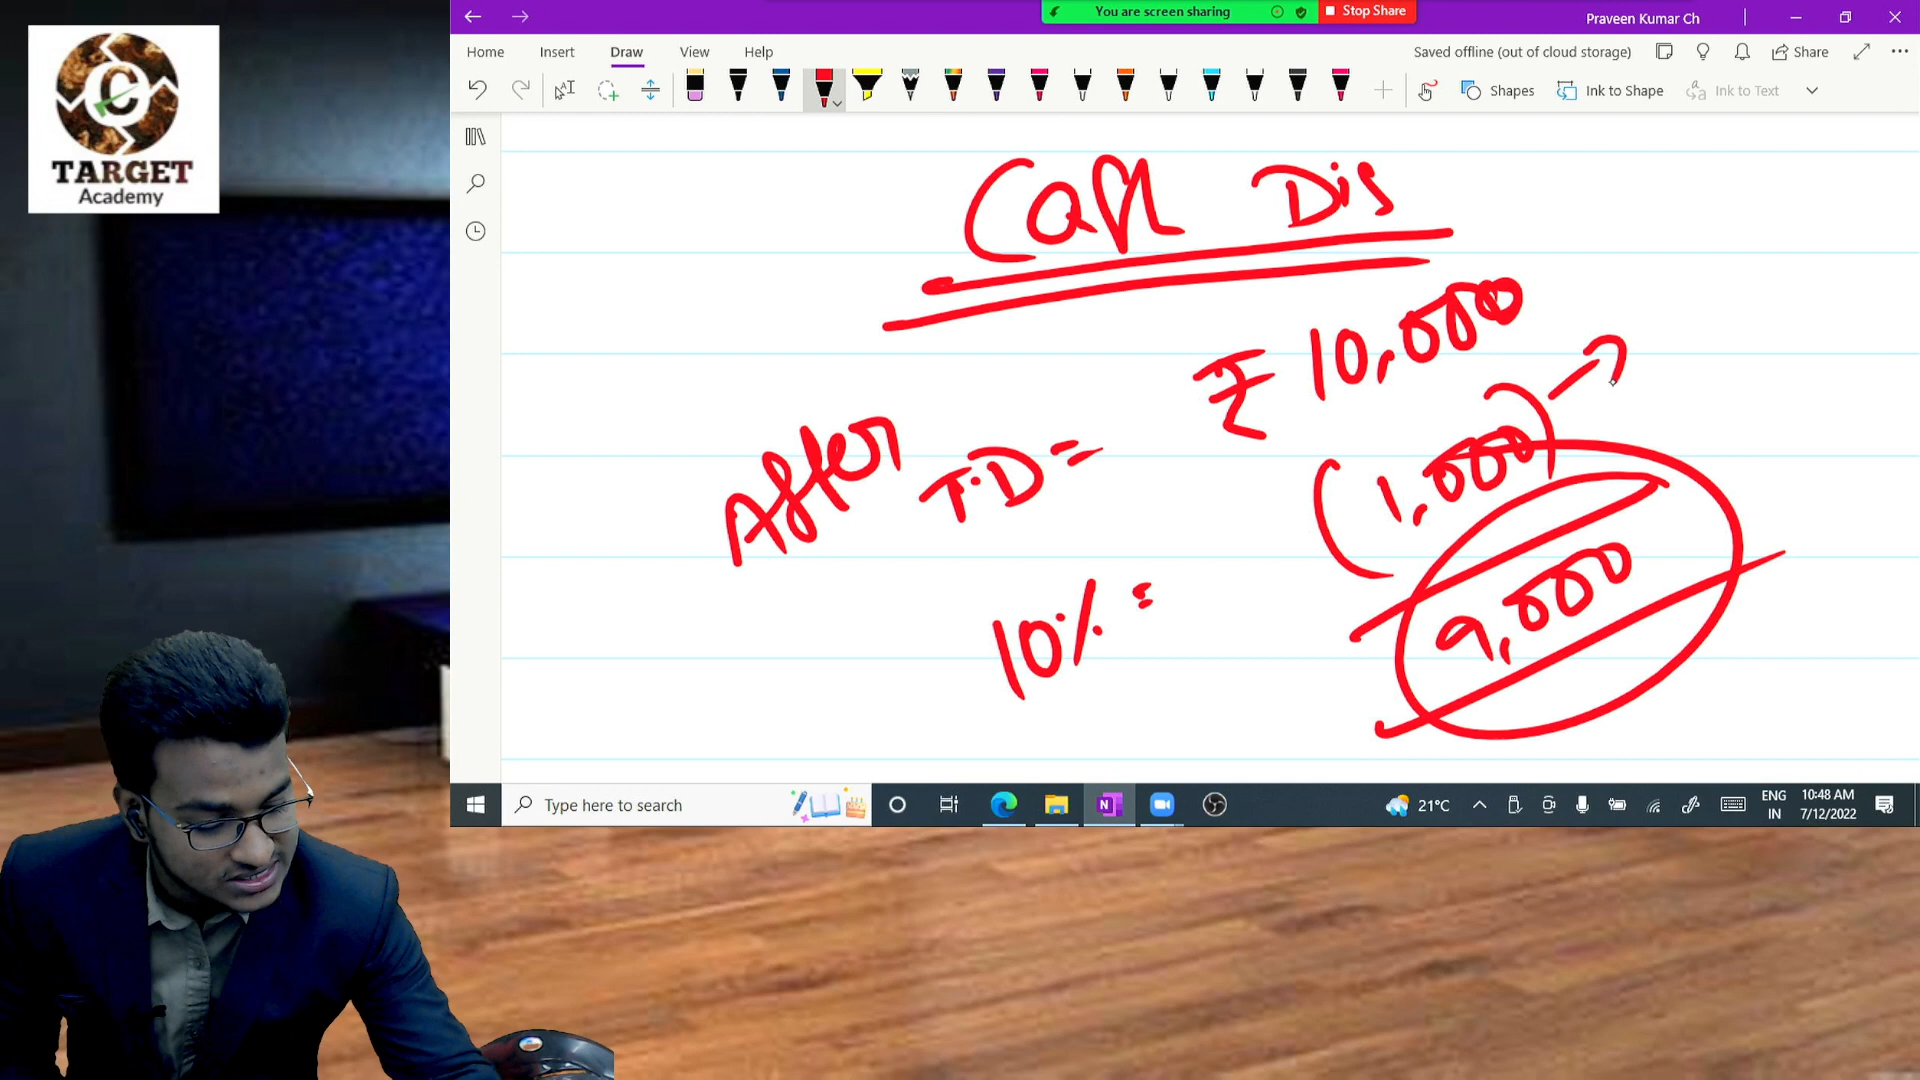 You are screen sharing
Stop Share
Praveen Kumar Ch
Home Insert Draw View Help
Saved offline (out of cloud storage)
Share
Shapes
Ink to Shape
Ink to Text
C
TARGET
Academy
Cash Dis
₹ 10,000
After T.D =
(1,000)
10% =
9,000
Type here to search
N
21°C
ENG
IN
10:48 AM
7/12/2022